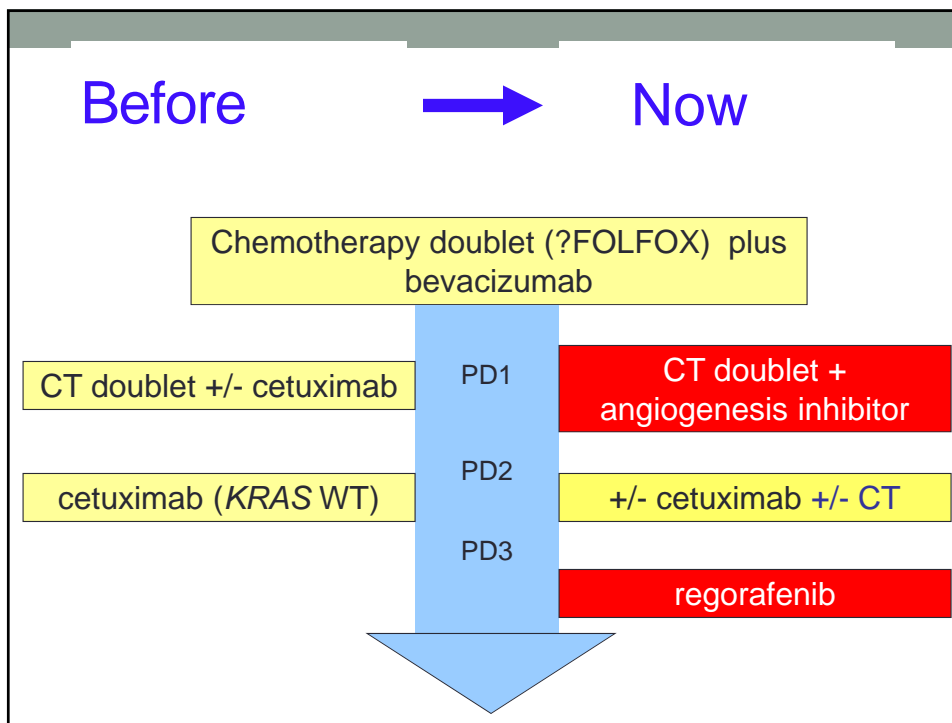 Before
Now
Chemotherapy doublet (?FOLFOX) plus
bevacizumab
CT doublet +/- cetuximab
PD1
CT doublet +
angiogenesis inhibitor
cetuximab (KRAS WT)
PD2
+/- cetuximab +/- CT
PD3
regorafenib